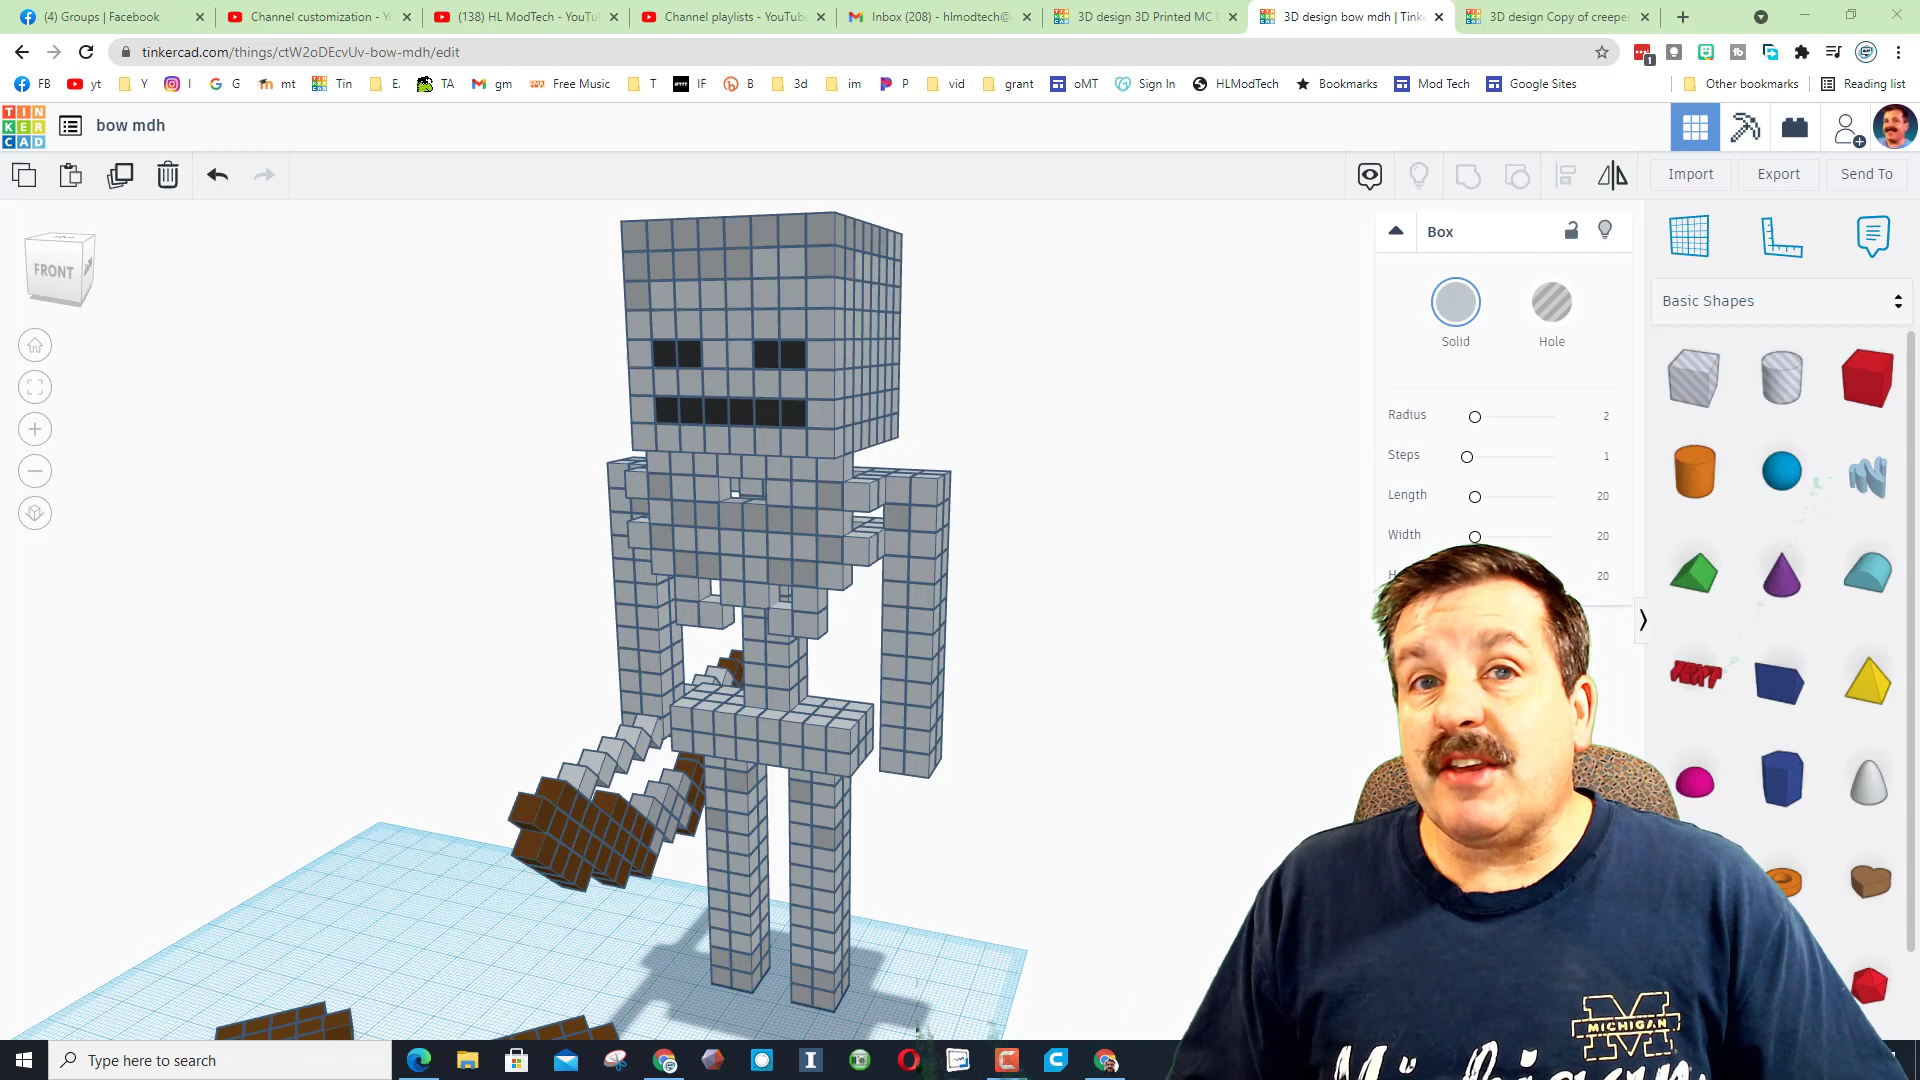 (4) Groups | Facebook
Channel customization - Yo
(138) HL ModTech - YouTu
Channel playlists - YouTub
Inbox (208) - hlmodtech@
3D design 3D Printed MC
3D design bow mdh | Tink
3D design Copy of creeper
tinkercad.com/things/ctW2oDEcvUv-bow-mdh/edit
1
FB
yt
Y
I
G
mt
Tin
E.
TA
gm
Free Music
T
IF
B
3d
im
P
vid
grant
oMT
Sign In
HLModTech
Bookmarks
Mod Tech
Google Sites
Other bookmarks
Reading list
TIN
KER
CAD
bow mdh
Import
Export
Send To
FRONT
Box
Solid
Hole
Radius
2
Steps
1
Length
20
Width
20
20
Basic Shapes
TEXT
MICHIGAN
Type here to search